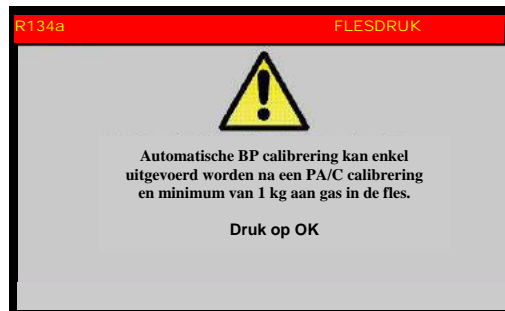 R134a FLESDRUK
Automatische BP calibrering kan enkel
uitgevoerd worden na een PA/C calibrering
en minimum van 1 kg aan gas in de fles.
Druk op OK